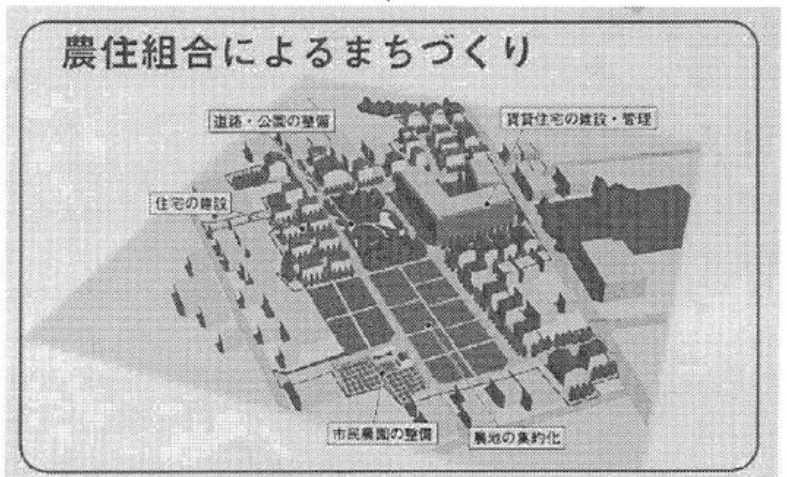 農住組合によるまちづくり
道路・公園の整備
賃貸住宅の建設・管理
住宅の建設
市民農園の整備
農地の集約化